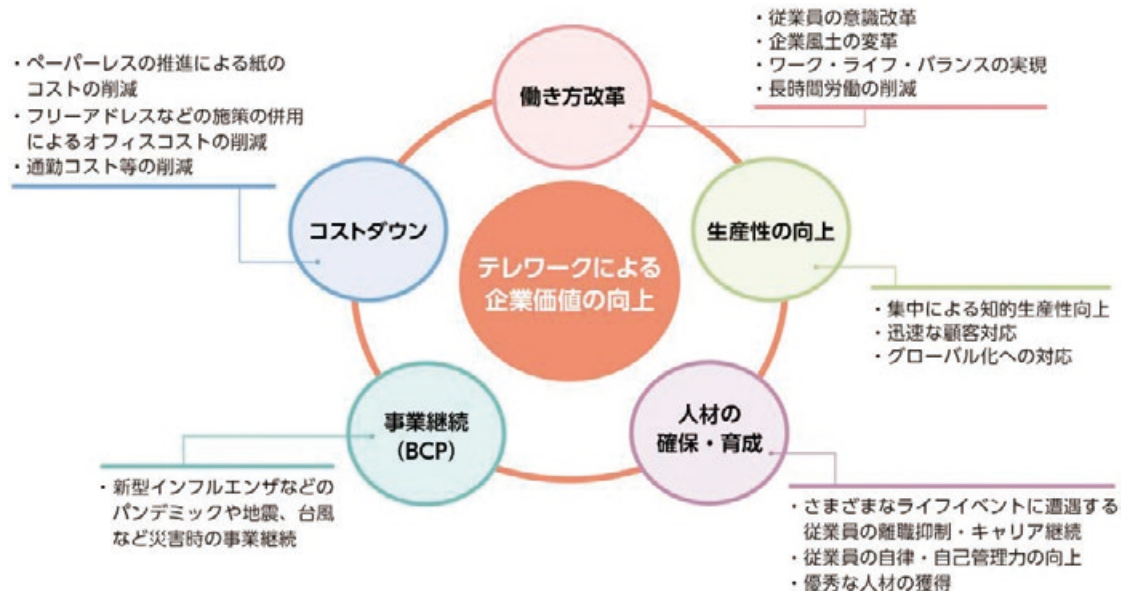 ・従業員の意識改革
・企業風土の変革
・ワーク・ライフ・バランスの実現
・長時間労働の削減
働き方改革
・ペーパーレスの推進による紙の
コストの削減
・フリーアドレスなどの施策の併用
によるオフィスコストの削減
・通勤コスト等の削減
コストダウン
生産性の向上
テレワークによる
企業価値の向上
・集中による知的生産性向上
・迅速な顧客対応
・グローバル化への対応
事業継続
(BCP)
人材の
確保・育成
・新型インフルエンザなどの
パンデミックや地震、台風
など災害時の事業継続
・さまざまなライフイベントに遭遇する
従業員の離職抑制・キャリア継続
・従業員の自律・自己管理力の向上
・優秀な人材の獲得